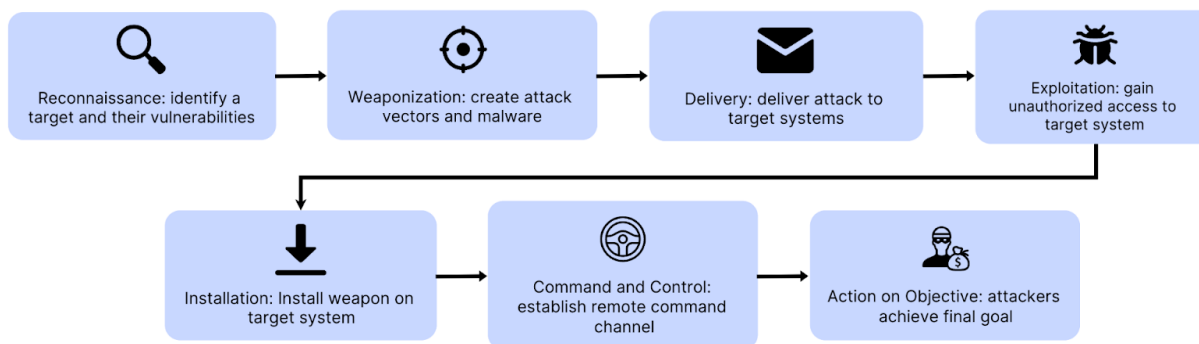 Reconnaissance: identify a
target and their vulnerabilities
Weaponization: create attack
vectors and malware
Delivery: deliver attack to
target systems
Exploitation: gain
unauthorized access to
target system
Installation: Install weapon on
target system
Command and Control:
establish remote command
channel
Action on Objective: attackers
achieve final goal
$